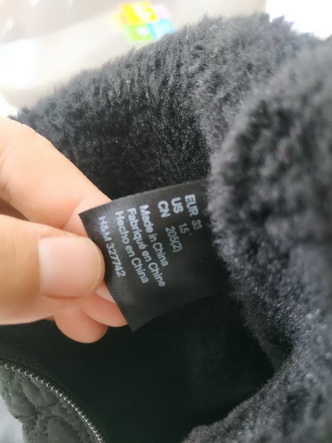 EUR 33
US 1.5
CN 205(2)
Made in China
Fabriqué en Chine
Hecho en China
H&M 327742